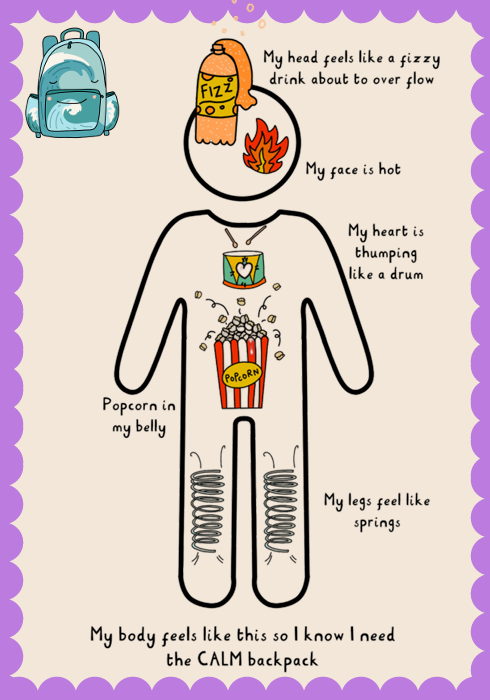 My head feels like a fizzy
drink about to over flow
FIZZ
My face is hot
My heart is
thumping
like a drum
POPCORN
Popcorn in
my belly
My legs feel like
springs
My body feels like this so I know I need
the CALM backpack